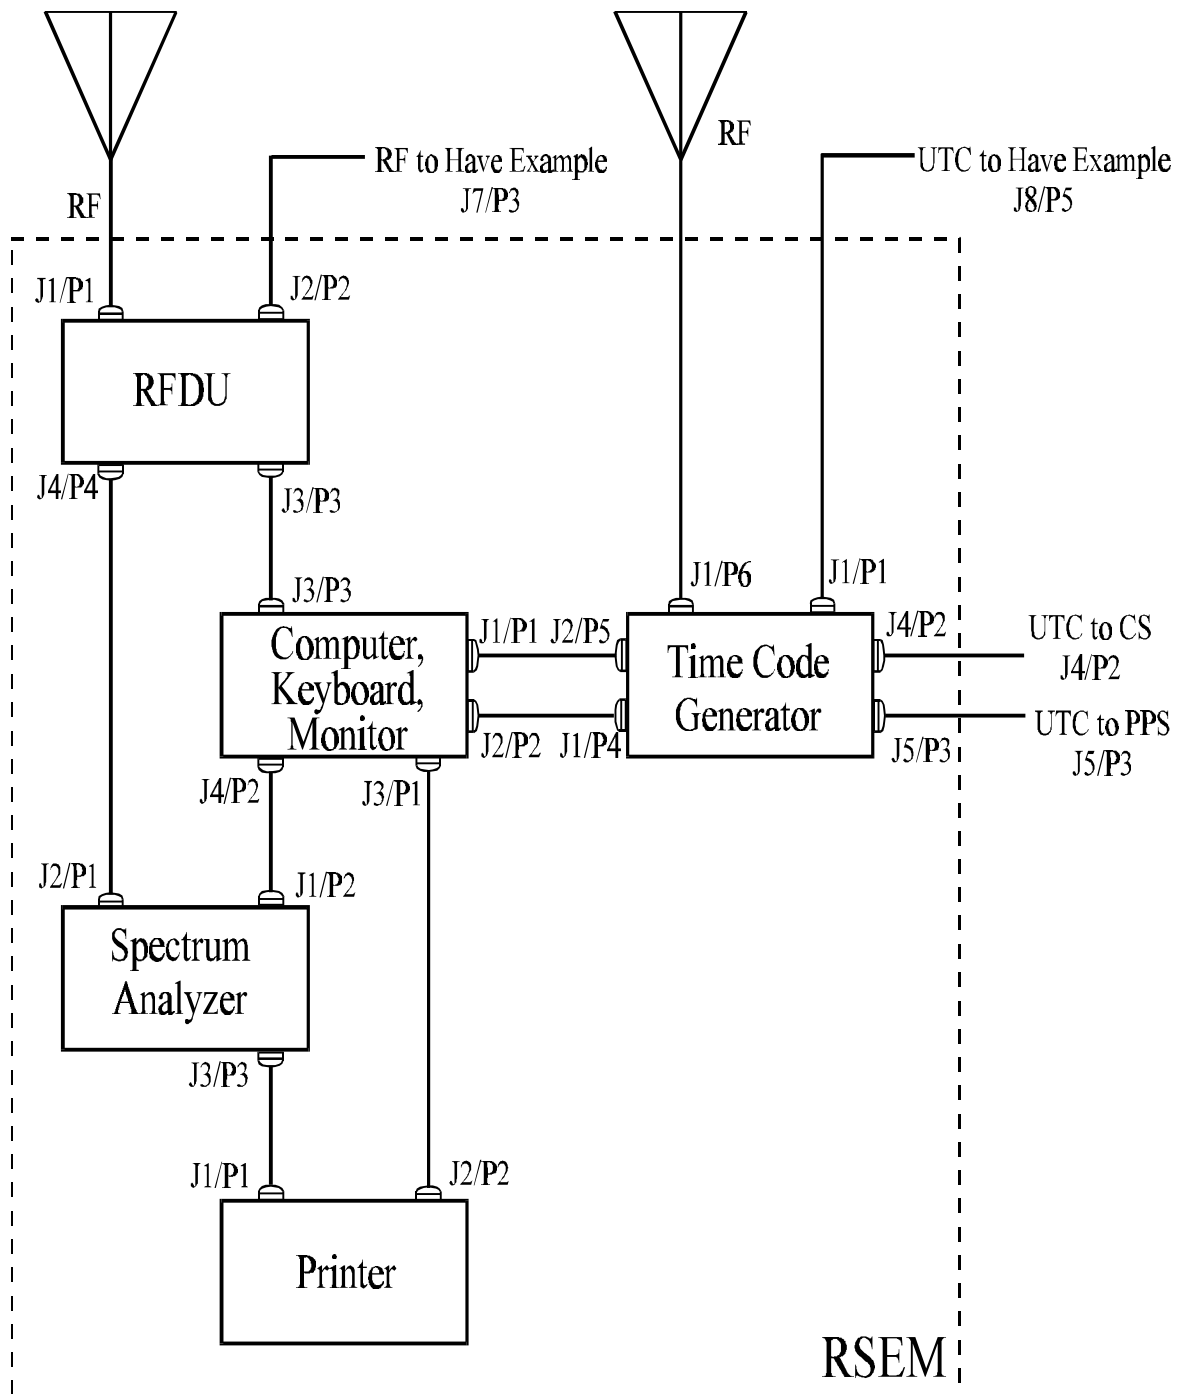 RF
RF to Have Example
J7/P3
UTC to Have Example
J8/P5
RF
J1/P1
J2/P2
RFDU
J4/P4
J3/P3
J3/P3
J1/P6
J1/P1
Computer,
Keyboard,
Monitor
J1/P1
J2/P5
J2/P2
J1/P4
Time Code
Generator
J4/P2
UTC to CS
J4/P2
J5/P3
UTC to PPS
J5/P3
J4/P2
J3/P1
J2/P1
J1/P2
Spectrum
Analyzer
J3/P3
J1/P1
J2/P2
Printer
RSEM